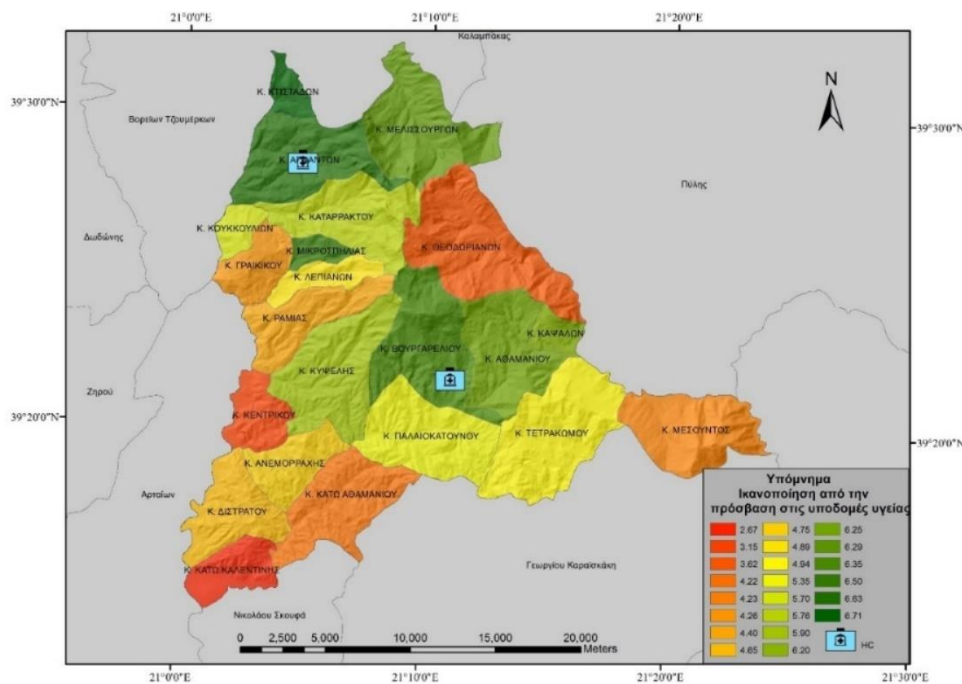 21°0'0"E
21°10'0"E
21°20'0"E
Καλαμπάκας
39°30'0"N
Κ. ΚΤΙΣΤΑΔΩΝ
N
Βορείων Τζουμέρκων
Κ. ΜΕΛΙΣΣΟΥΡΓΩΝ
39°30'0"N
Πύλης
Κ. ΚΑΤΑΡΡΑΚΤΟΥ
Κ. ΚΟΥΚΚΟΥΛΙΩΝ
Δωδώνης
Κ. ΜΙΚΡΟΣΠΗΛΙΑΣ
Κ. ΘΕΟΔΩΡΙΑΝΩΝ
Κ. ΓΡΑΙΚΙΚΟΥ
Κ. ΛΕΠΙΑΝΩΝ
Κ. ΡΑΜΙΑΣ
Κ. ΚΑΨΑΛΩΝ
Κ. ΒΟΥΡΓΑΡΕΛΙΟΥ
Κ. ΑΘΑΜΑΝΙΟΥ
Κ. ΚΥΨΕΛΗΣ
Ζηρού
39°20'0"N
Κ. ΚΕΝΤΡΙΚΟΥ
Κ. ΜΕΣΟΥΝΤΟΣ
Κ. ΠΑΛΑΙΟΚΑΤΟΥΝΟΥ
Κ. ΤΕΤΡΑΚΩΜΟΥ
39°20'0"N
Κ. ΑΝΕΜΟΡΡΑΧΗΣ
Αρταίων
Κ. ΚΑΤΩ ΑΘΑΜΑΝΙΟΥ
Κ. ΔΙΣΤΡΑΤΟΥ
Κ. ΚΑΤΩ ΚΑΛΕΝΤΙΝΗΣ
Γεωργίου Καραϊσκάκη
Νικολάου Σκουφά
Υπόμνημα
Ικανοποίηση από την
πρόσβαση στις υποδομές υγείας
2.67 4.75 6.25
3.15 4.89 6.29
3.62 4.94 6.35
4.22 5.35 6.50
4.23 5.70 6.63
4.26 5.76 6.71
4.40 5.90 HC
4.65 6.20
0 2,500 5,000 10,000 15,000 20,000
Meters
21°0'0"E
21°10'0"E
21°20'0"E
21°30'0"E